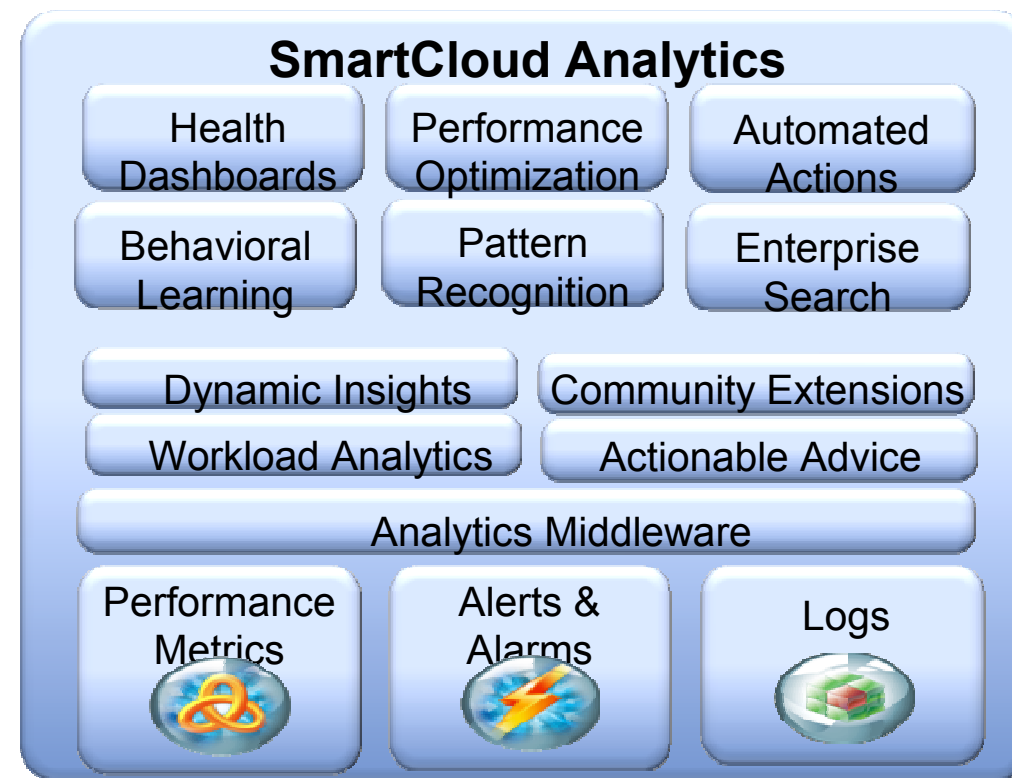 SmartCloud Analytics
Health
Dashboards
Performance
Optimization
Automated
Actions
Behavioral
Learning
Pattern
Recognition
Enterprise
Search
Dynamic Insights
Community Extensions
Workload Analytics
Actionable Advice
Analytics Middleware
Performance
Metrics
Alerts &
Alarms
Logs